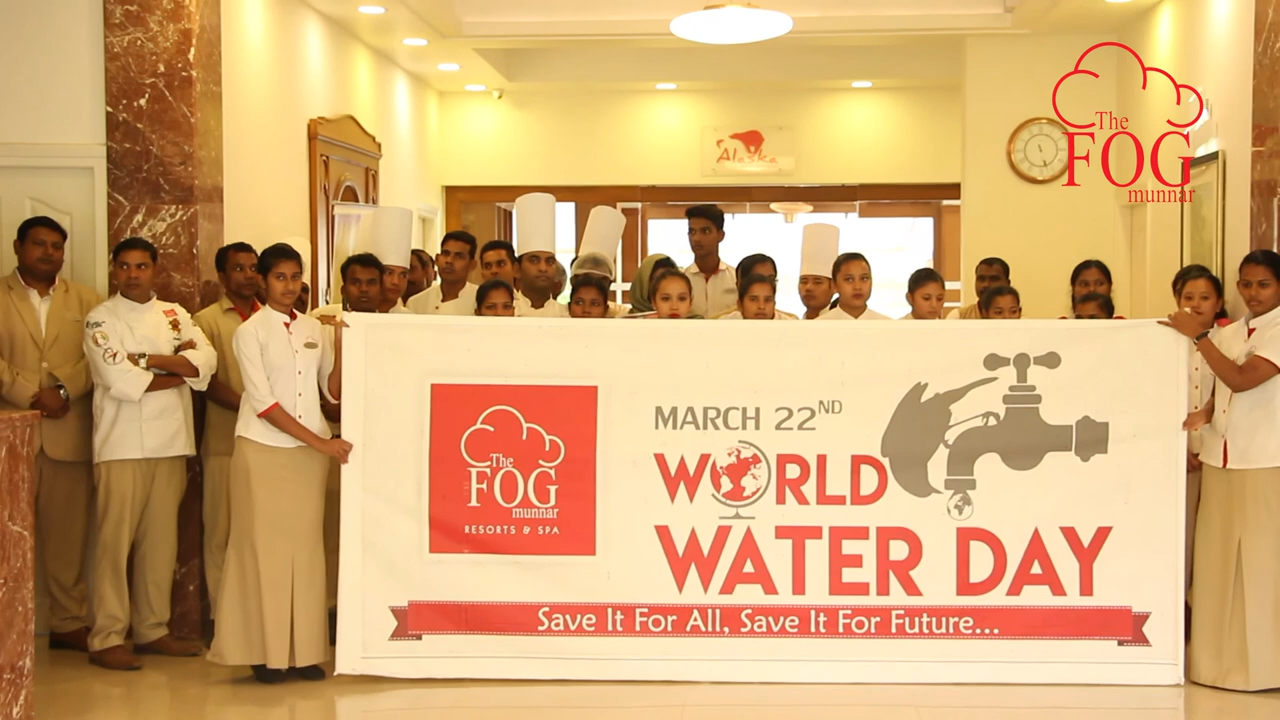 The
FOG
munnar
Alaska
The
FOG
munnar
RESORTS & SPA
MARCH 22ND
WORLD
WATER DAY
Save It For All, Save It For Future...